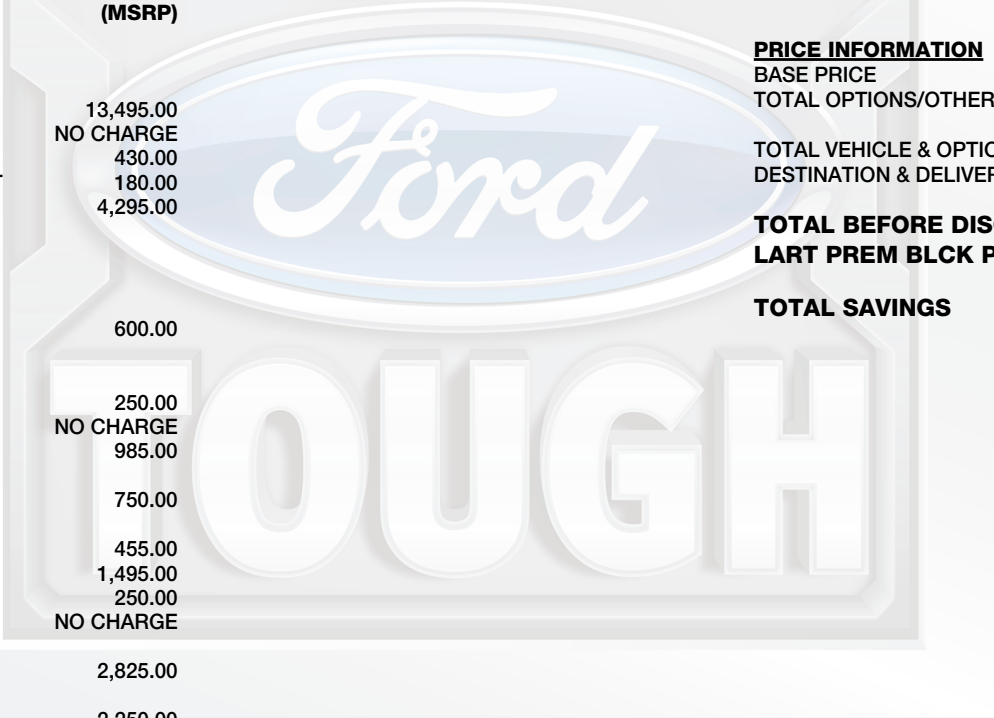 (MSRP)
13,495.00
NO CHARGE
430.00
180.00
4,295.00
600.00
250.00
NO CHARGE
985.00
750.00
455.00
1,495.00
250.00
NO CHARGE
2,825.00
PRICE INFORMATION
BASE PRICE
TOTAL OPTIONS/OTHER
TOTAL VEHICLE & OPTIO
DESTINATION & DELIVER
TOTAL BEFORE DIS
LART PREM BLCK P
TOTAL SAVINGS
Ford
TOUGH